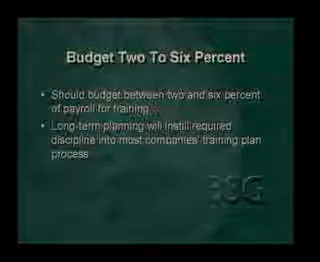 Budget Two To Six Percent
• Should budget between two and six percent
of payroll for training
• Long-term planning will instill required
discipline into most companies' training plan
process